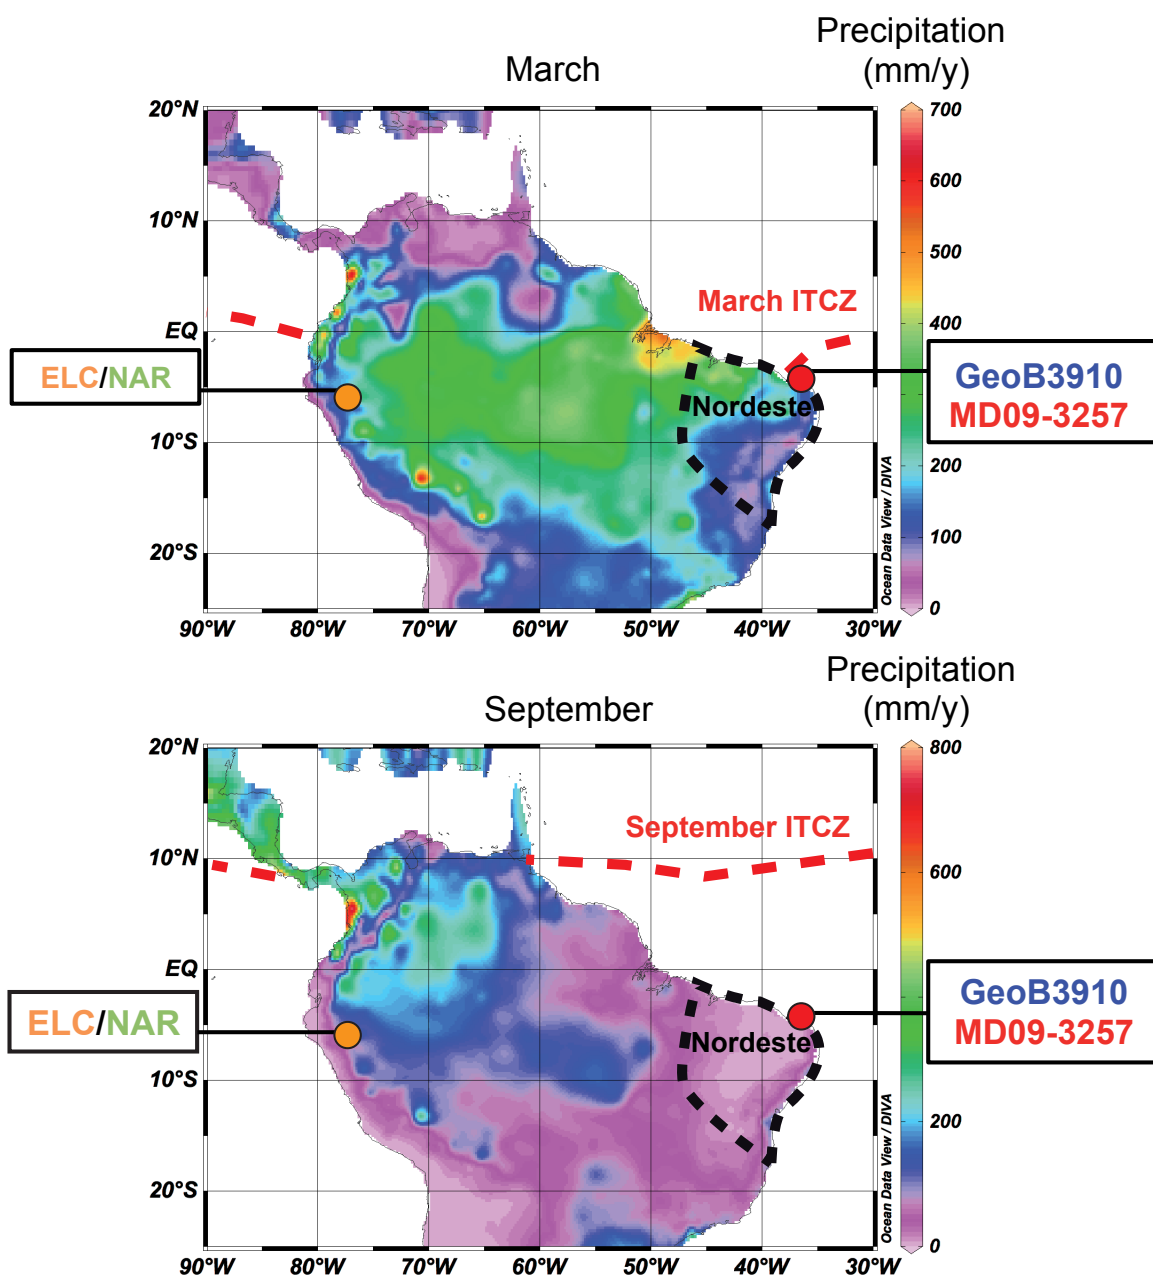 Precipitation
(mm/y)
March
20°N
10°N
EQ
10°S
20°S
90°W 80°W 70°W 60°W 50°W 40°W 30°W
March ITCZ
Nordeste
ELC/NAR
GeoB3910
MD09-3257
Ocean Data View / DIVA
700
600
500
400
200
100
0
Precipitation
(mm/y)
September
20°N
10°N
EQ
10°S
20°S
90°W 80°W 70°W 60°W 50°W 40°W 30°W
September ITCZ
Nordeste
ELC/NAR
GeoB3910
MD09-3257
Ocean Data View / DIVA
800
600
200
0